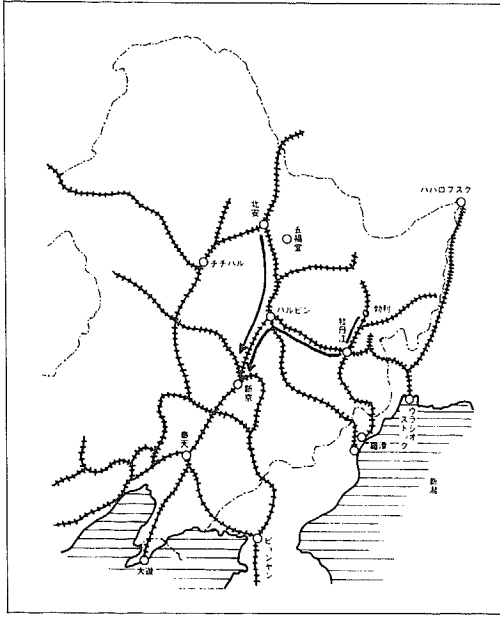 ハバロフスク
北安
五福堂
チチハル
ハルピン
牡丹江
勃利
新京
ウラジオ
ストック
羅津
奉天
新潟
ピョンヤン
大連